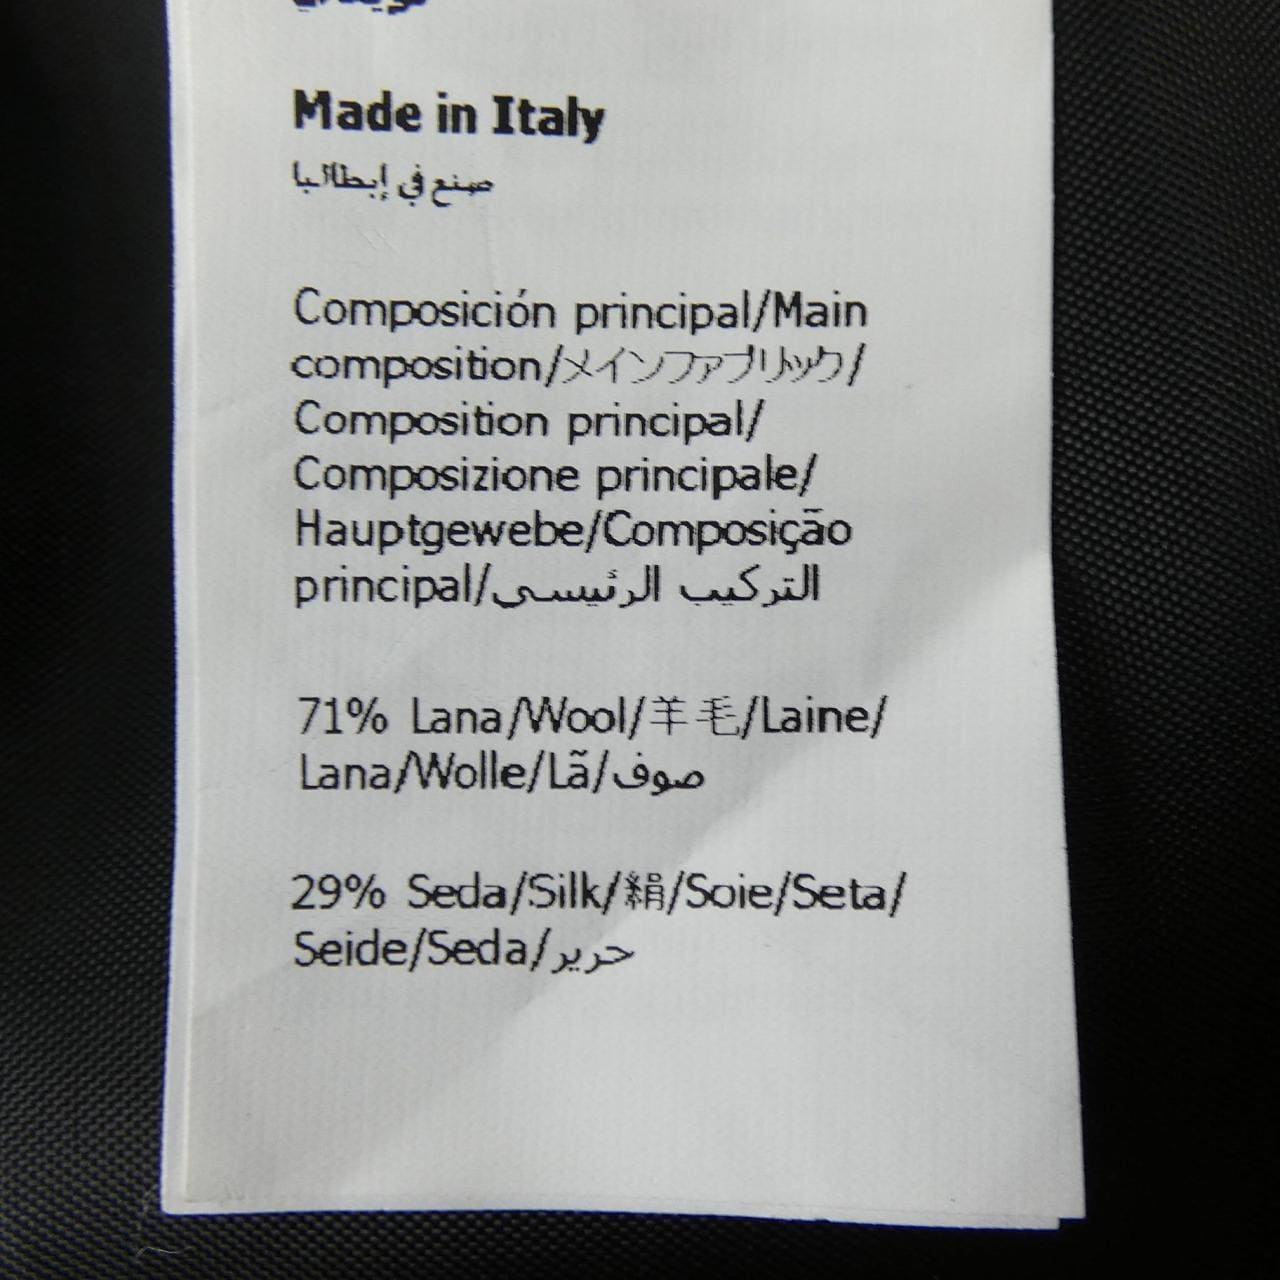 Made in Italy
صنع في إيطاليا
Composición principal/Main
composition/メインファブリック/
Composition principal/
Composizione principale/
Hauptgewebe/Composição
principal/التركيب الرئيسى
71% Lana/Wool/羊毛/Laine/
Lana/Wolle/Lã/صوف
29% Seda/Silk/絹/Soie/Seta/
Seide/Seda/حرير